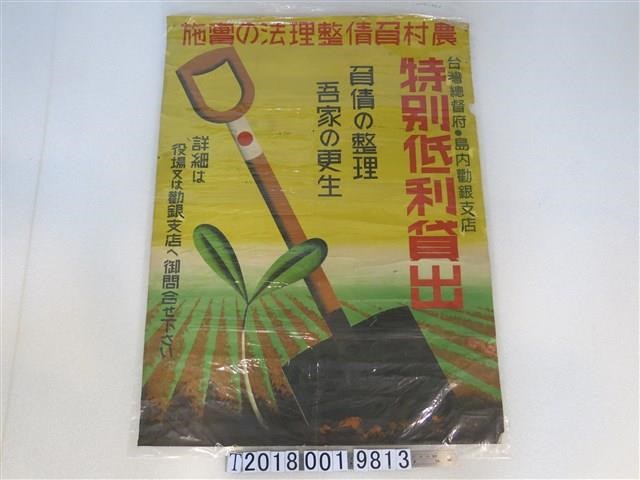 農村負債整理法の實施
台灣總督府・島内勸銀支店
特別低利貸出
負債の整理
吾家の更生
詳細は
役場又は勸銀支店へ御問合せ下さい
T2018 001 9813